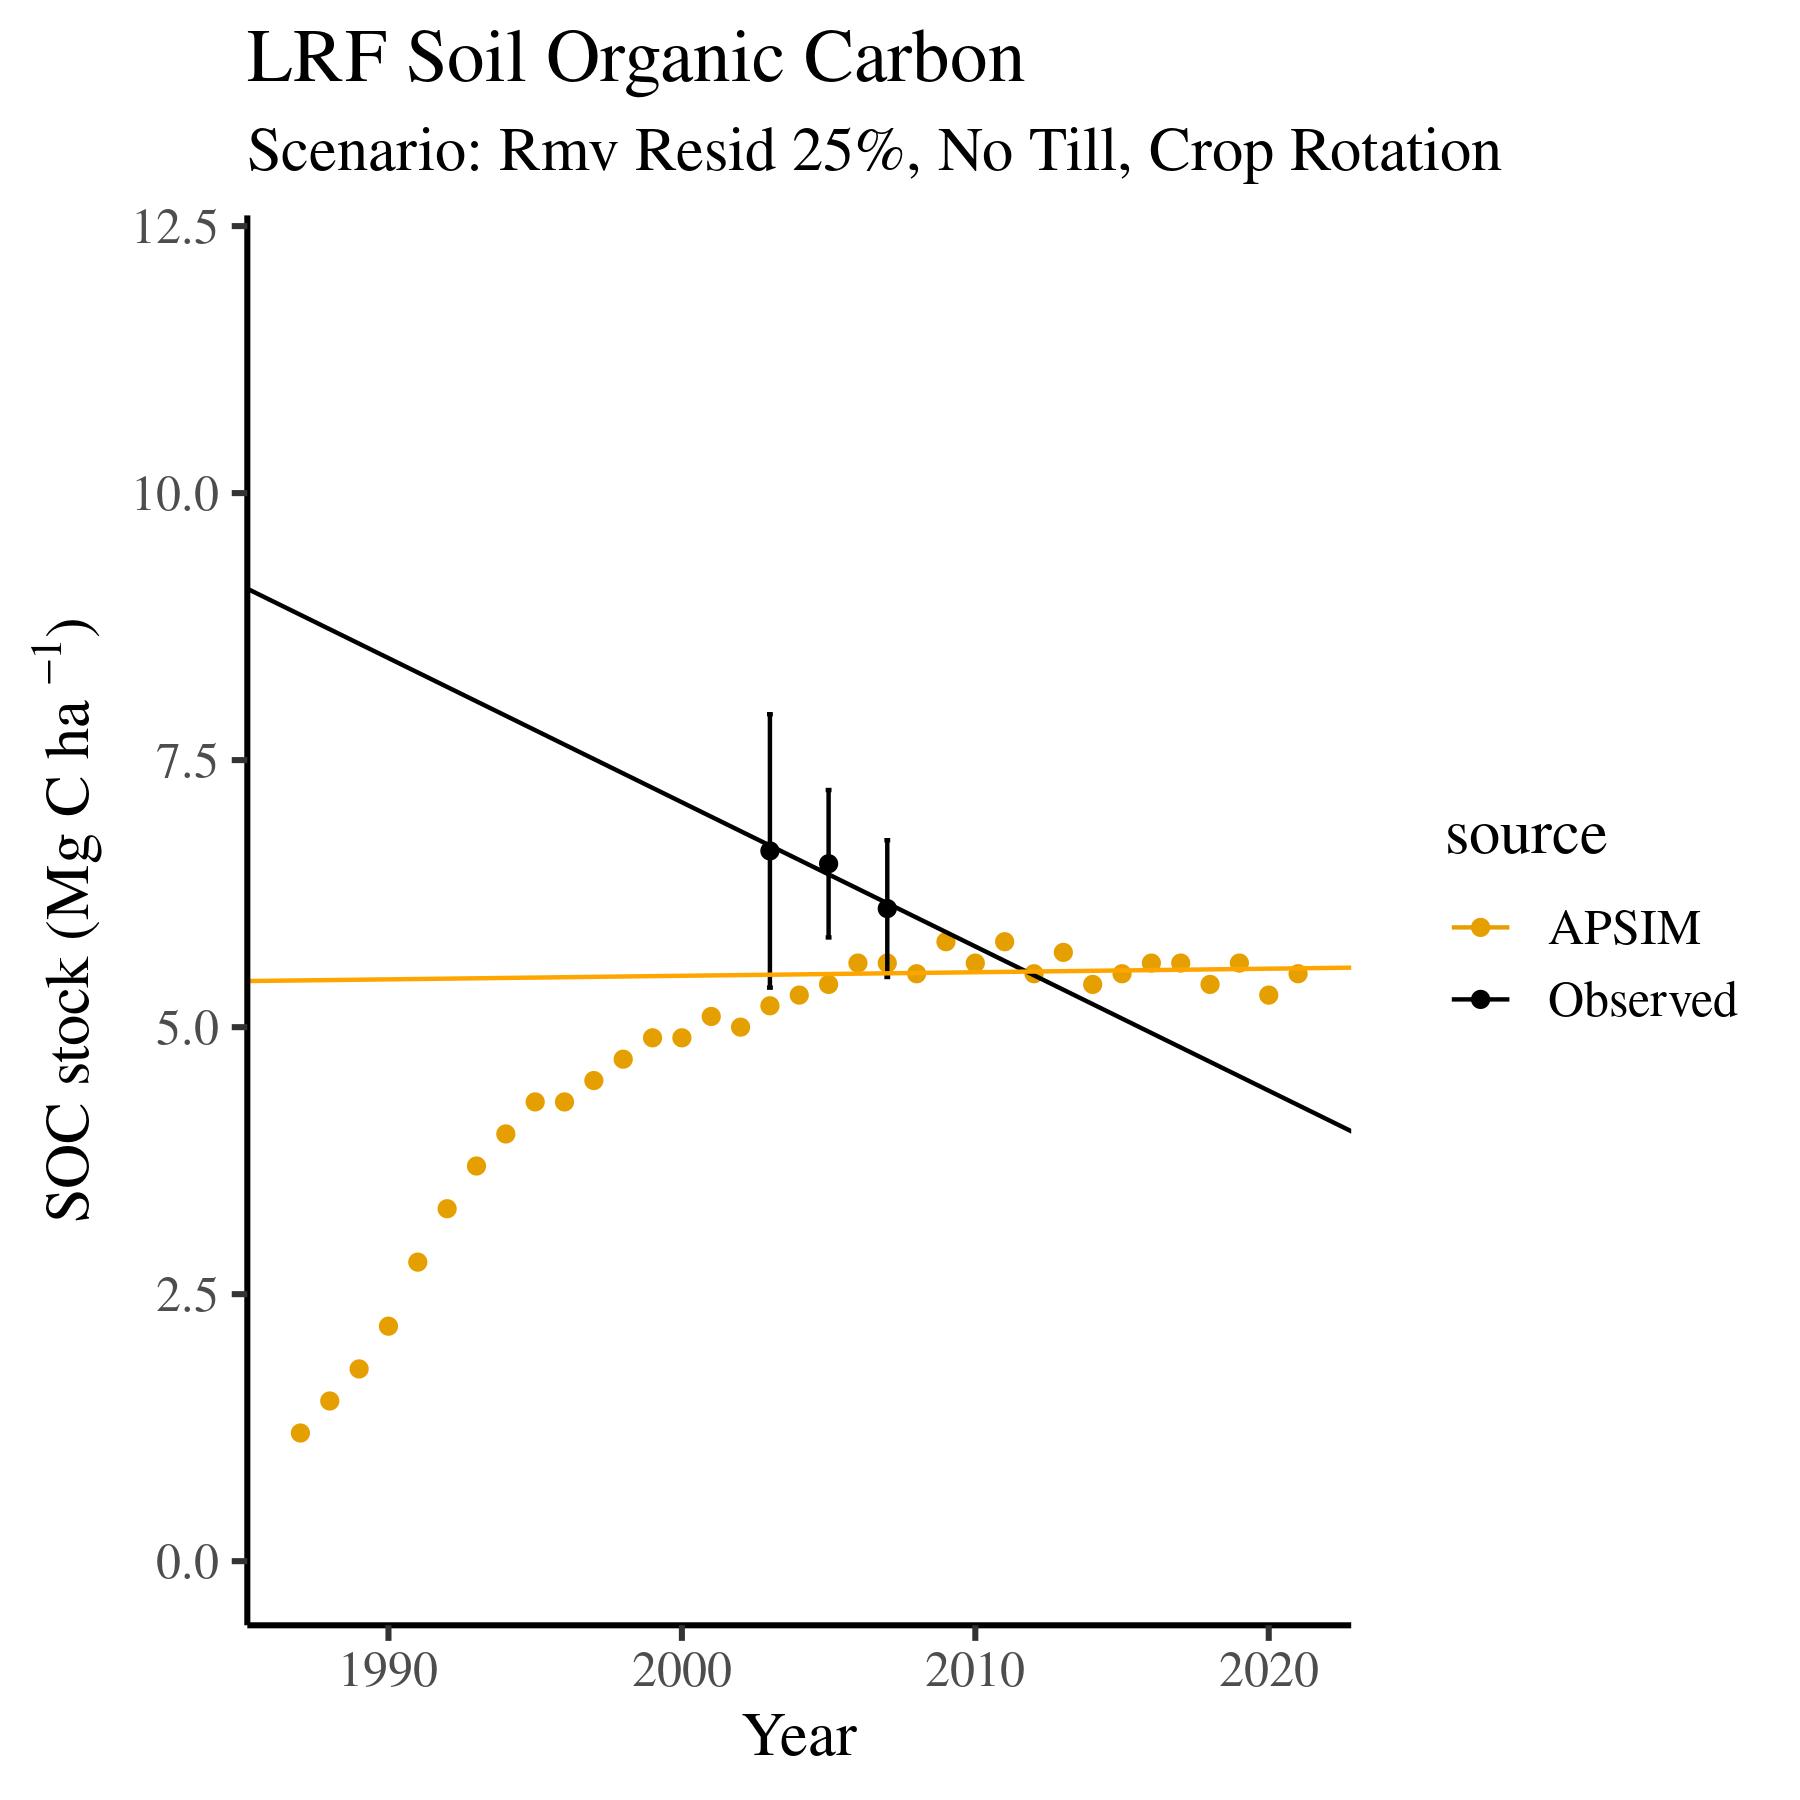 LRF Soil Organic Carbon
Scenario: Rmv Resid 25%, No Till, Crop Rotation
12.5
10.0
7.5
5.0
2.5
0.0
SOC stock (Mg C ha −1)
1990 2000 2010 2020
Year
source
APSIM
Observed